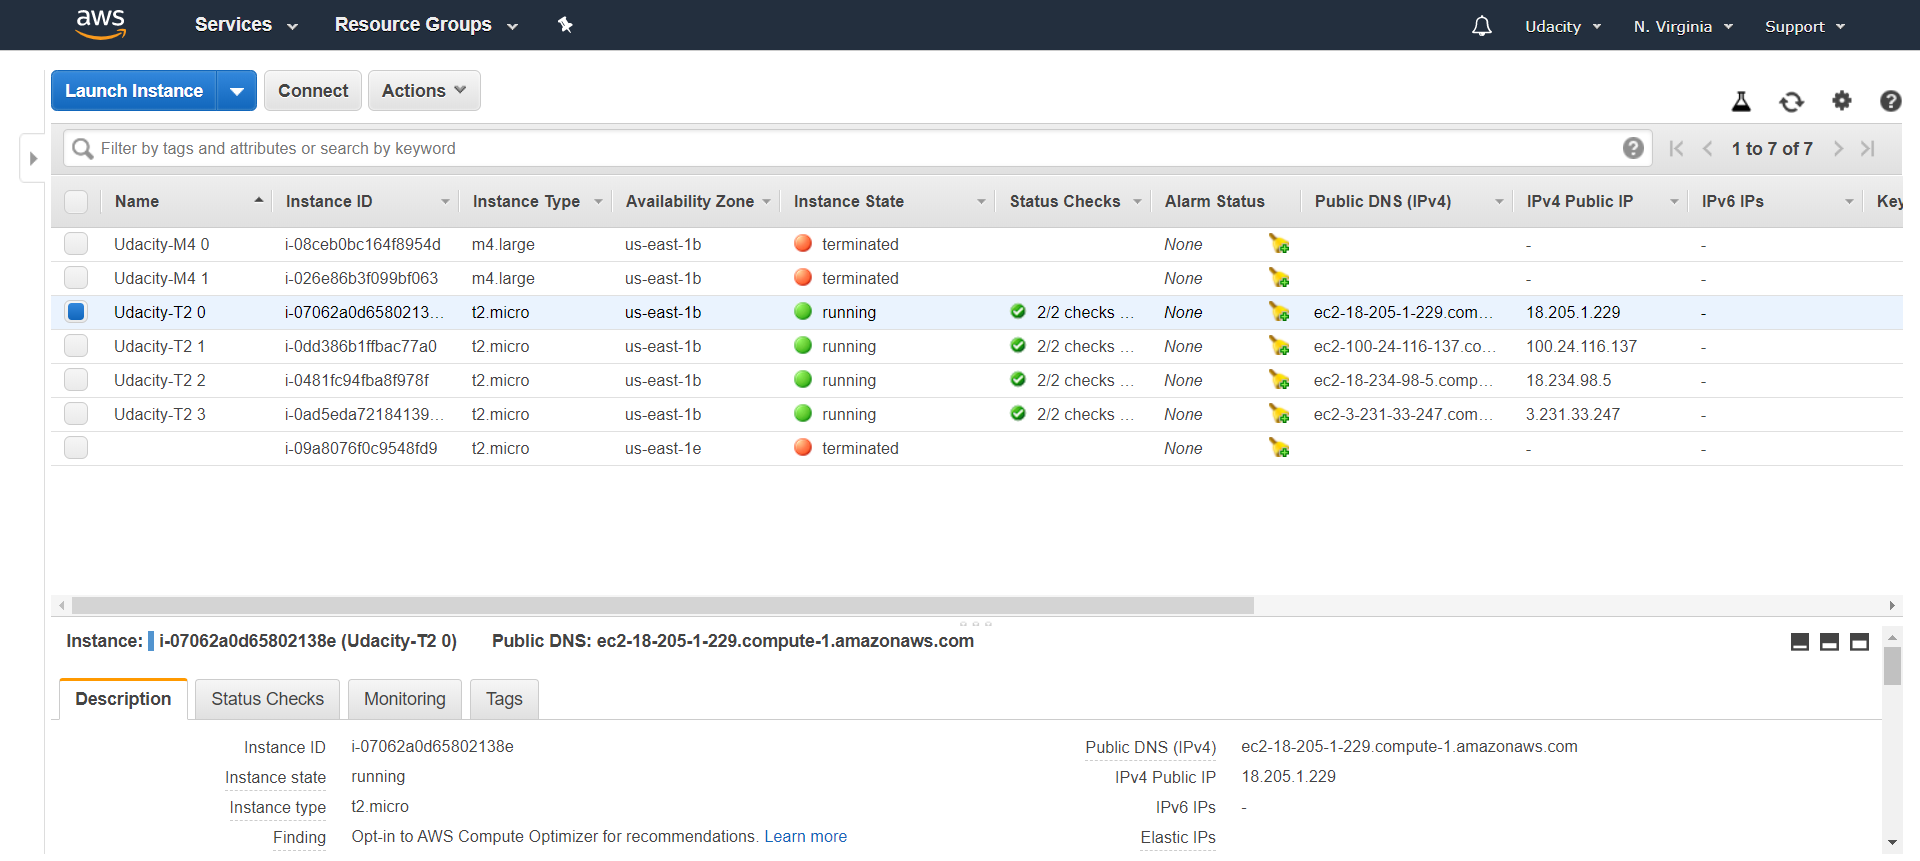 aws Services Resource Groups Udacity N. Virginia Support
Launch Instance Connect Actions
Filter by tags and attributes or search by keyword 1 to 7 of 7
Name Instance ID Instance Type Availability Zone Instance State Status Checks Alarm Status Public DNS (IPv4) IPv4 Public IP IPv6 IPs Key
Udacity-M4 0 i-08ceb0bc164f8954d m4.large us-east-1b terminated None - -
Udacity-M4 1 i-026e86b3f099bf063 m4.large us-east-1b terminated None - -
Udacity-T2 0 i-07062a0d6580213... t2.micro us-east-1b running 2/2 checks ... None ec2-18-205-1-229.com... 18.205.1.229 -
Udacity-T2 1 i-0dd386b1ffbac77a0 t2.micro us-east-1b running 2/2 checks ... None ec2-100-24-116-137.co... 100.24.116.137 -
Udacity-T2 2 i-0481fc94fba8f978f t2.micro us-east-1b running 2/2 checks ... None ec2-18-234-98-5.comp... 18.234.98.5 -
Udacity-T2 3 i-0ad5eda72184139... t2.micro us-east-1b running 2/2 checks ... None ec2-3-231-33-247.com... 3.231.33.247 -
i-09a8076f0c9548fd9 t2.micro us-east-1e terminated None - -
Instance: i-07062a0d65802138e (Udacity-T2 0) Public DNS: ec2-18-205-1-229.compute-1.amazonaws.com
Description Status Checks Monitoring Tags
Instance ID i-07062a0d65802138e Public DNS (IPv4) ec2-18-205-1-229.compute-1.amazonaws.com
Instance state running IPv4 Public IP 18.205.1.229
Instance type t2.micro IPv6 IPs -
Finding Opt-in to AWS Compute Optimizer for recommendations. Learn more Elastic IPs